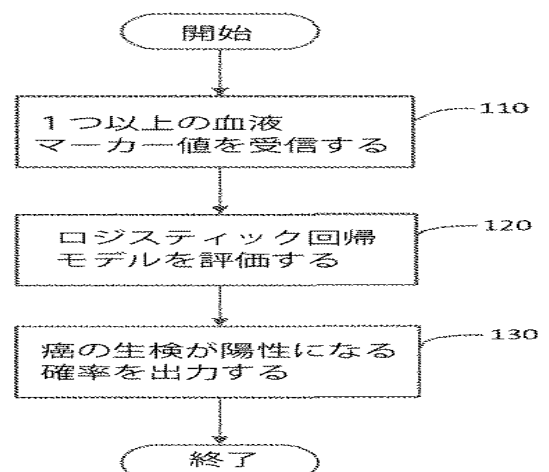 開始
1つ以上の血液
マーカー値を受信する
110
ロジスティック回帰
モデルを評価する
120
癌の生検が陽性になる
確率を出力する
130
終了